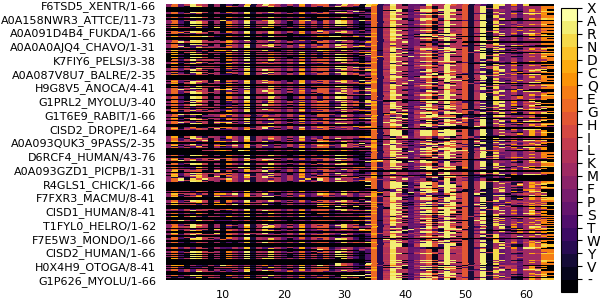 F6TSD5_XENTR/1-66
A0A158NWR3_ATTCE/11-73
A0A091D4B4_FUKDA/1-66
A0A0A0AJQ4_CHAVO/1-31
K7FIY6_PELSI/3-38
A0A087V8U7_BALRE/2-35
H9G8V5_ANOCA/4-41
G1PRL2_MYOLU/3-40
G1T6E9_RABIT/1-66
CISD2_DROPE/1-64
A0A093QUK3_9PASS/2-35
D6RCF4_HUMAN/43-76
A0A093GZD1_PICPB/1-31
R4GLS1_CHICK/1-66
F7FXR3_MACMU/8-41
CISD1_HUMAN/8-41
T1FYL0_HELRO/1-62
F7E5W3_MONDO/1-66
CISD2_HUMAN/1-66
H0X4H9_OTOGA/8-41
G1P626_MYOLU/1-66
10 20 30 40 50 60
X
A
R
N
D
C
Q
E
G
H
I
L
K
M
F
P
S
T
W
Y
V
-